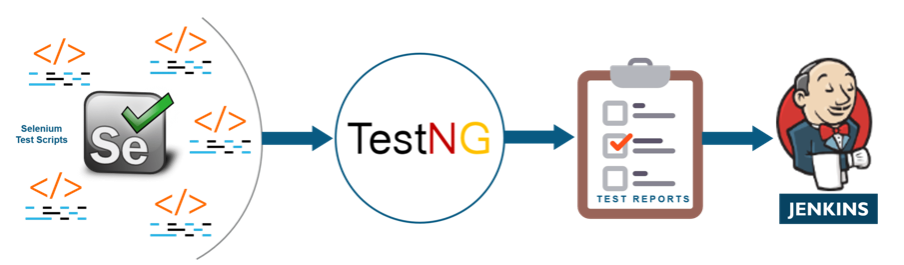 </>
</>
</>
</>
</>
Selenium
Test Scripts
Se
TestNG
TEST REPORTS
JENKINS